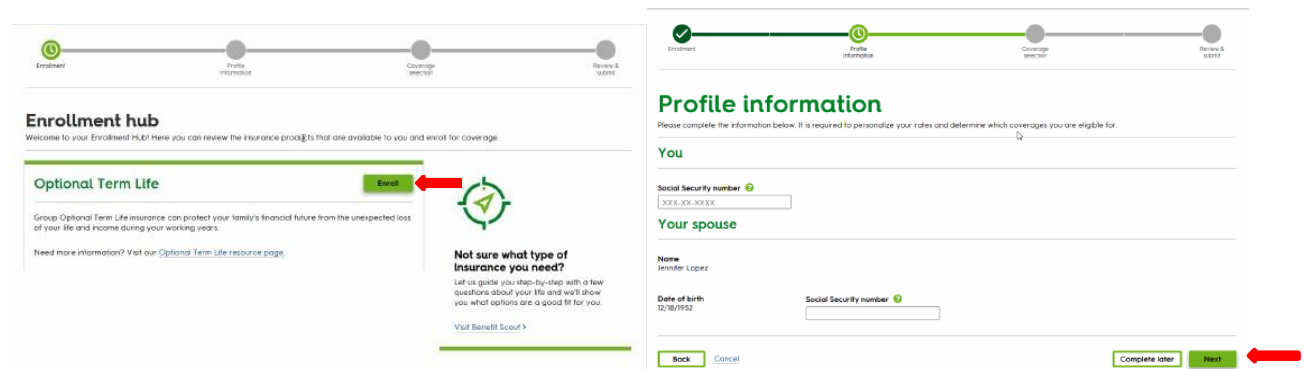 Enrollment
Profile
information
Coverage
selection
Review &
submit
Enrollment hub
Welcome to your Enrollment Hub! Here you can review the insurance products that are available to you and enroll for coverage.
Optional Term Life
Enroll
Group Optional Term Life insurance can protect your family's financial future from the unexpected loss
of your life and income during your working years.
Need more information? Visit our Optional Term Life resource page.
Not sure what type of
insurance you need?
Let us guide you step-by-step with a few
questions about your life and we'll show
you what options are a good fit for you.
Visit Benefit Scout >
Enrollment
Profile
information
Coverage
selection
Review &
submit
Profile information
Please complete the information below. It is required to personalize your rates and determine which coverages you are eligible for.
You
Social Security number ?
XXX-XX-XXXX
Your spouse
Name
Jennifer Lopez
Date of birth
12/18/1952
Social Security number ?
Back
Cancel
Complete later
Next